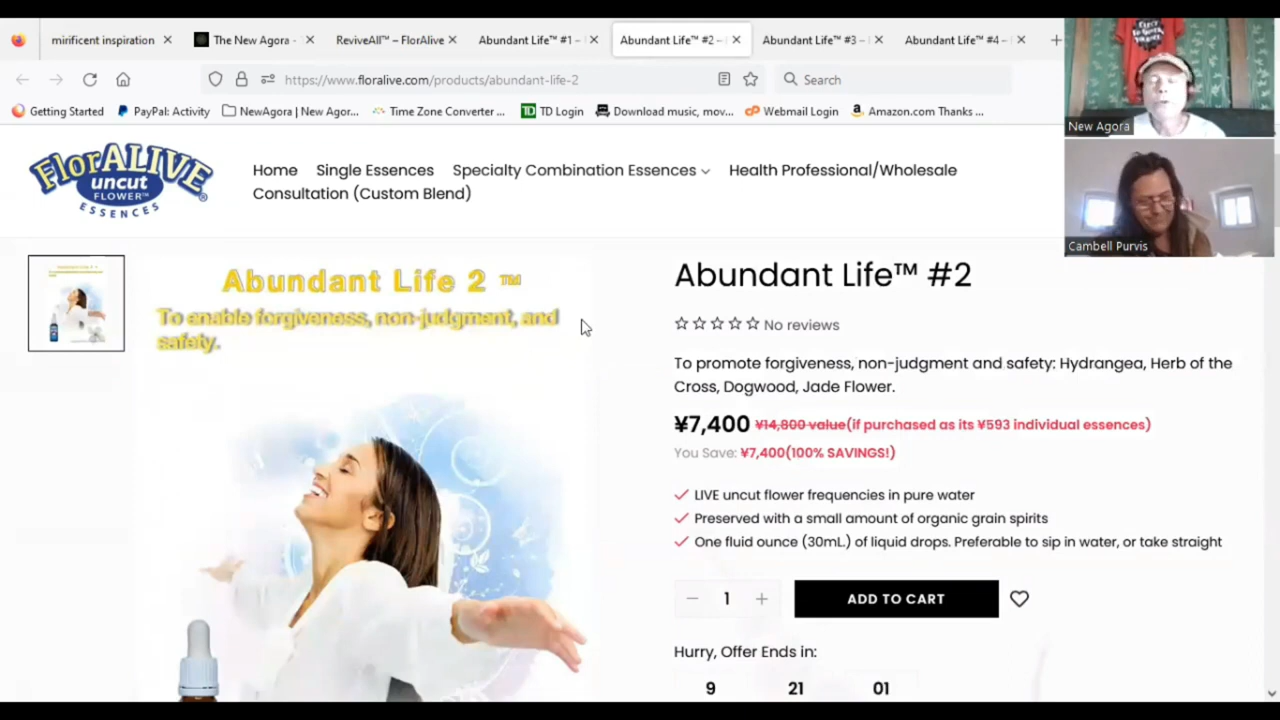 mirificent inspiration
The New Agora -
ReviveAll™ – FlorAliv
Abundant Life™ #1 –
Abundant Life™ #2 –
Abundant Life™ #3 –
Abundant Life™ #4 –
https://www.floralive.com/products/abundant-life-2
Search
Getting Started
PayPal: Activity
NewAgora | New Agor...
Time Zone Converter ...
TD
TD Login
Download music, mov...
Webmail Login
Amazon.com Thanks ...
New Agora
Cambell Purvis
FlorALIVE
uncut
FLOWER™
ESSENCES®
Home Single Essences Specialty Combination Essences Health Professional/Wholesale
Consultation (Custom Blend)
Abundant Life 2 ™
To enable forgiveness, non-judgment, and
safety.
Abundant Life™ #2
No reviews
To promote forgiveness, non-judgment and safety: Hydrangea, Herb of the
Cross, Dogwood, Jade Flower.
¥7,400 ¥14,800 value(if purchased as its ¥593 individual essences)
You Save: ¥7,400(100% SAVINGS!)
LIVE uncut flower frequencies in pure water
Preserved with a small amount of organic grain spirits
One fluid ounce (30mL.) of liquid drops. Preferable to sip in water, or take straight
− 1 +
ADD TO CART
Hurry, Offer Ends in:
9 21 01